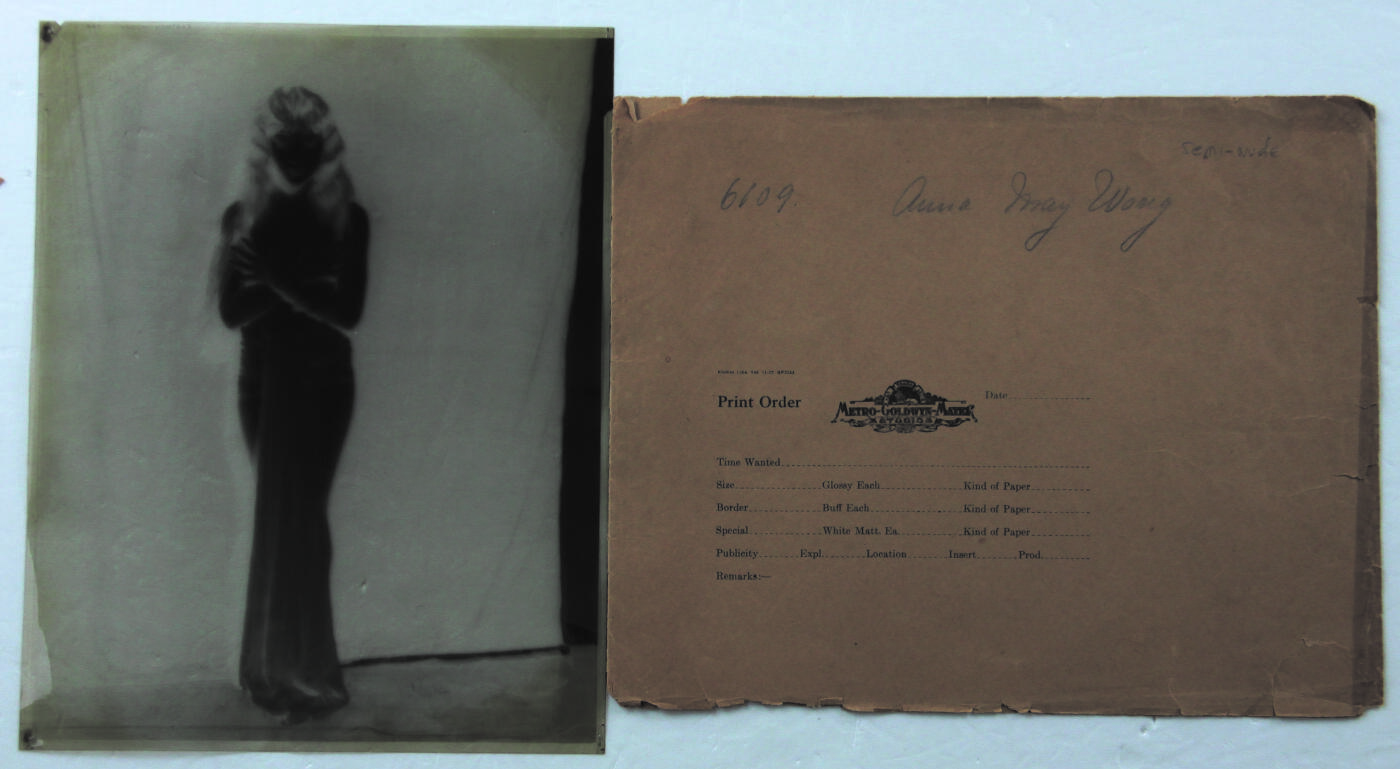 semi-nude
6109. Anna May Wong
Print Order
METRO-GOLDWYN-MAYER
STUDIOS
Date
Time Wanted
Size Glossy Each Kind of Paper
Border Buff Each Kind of Paper
Special White Matt. Ea. Kind of Paper
Publicity Expl. Location Insert Prod.
Remarks:—